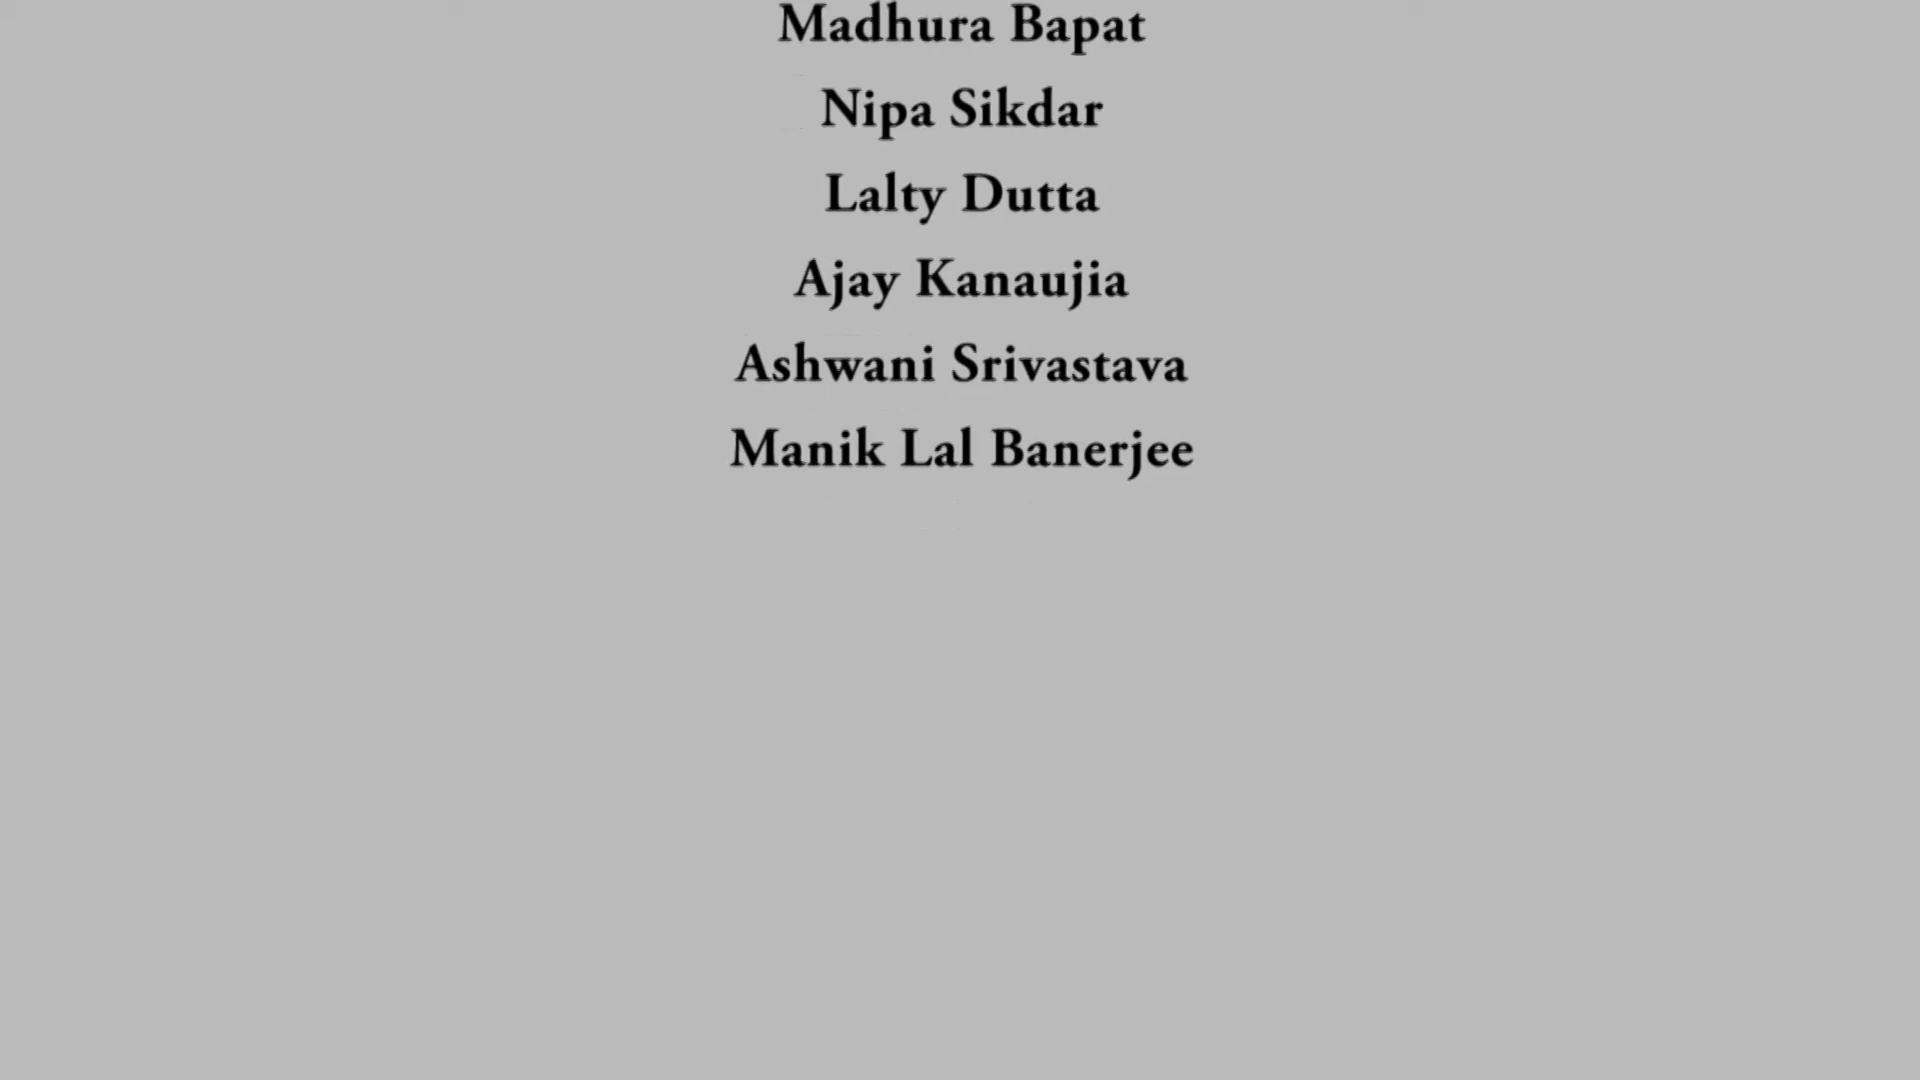 Madhura Bapat
Nipa Sikdar
Lalty Dutta
Ajay Kanaujia
Ashwani Srivastava
Manik Lal Banerjee